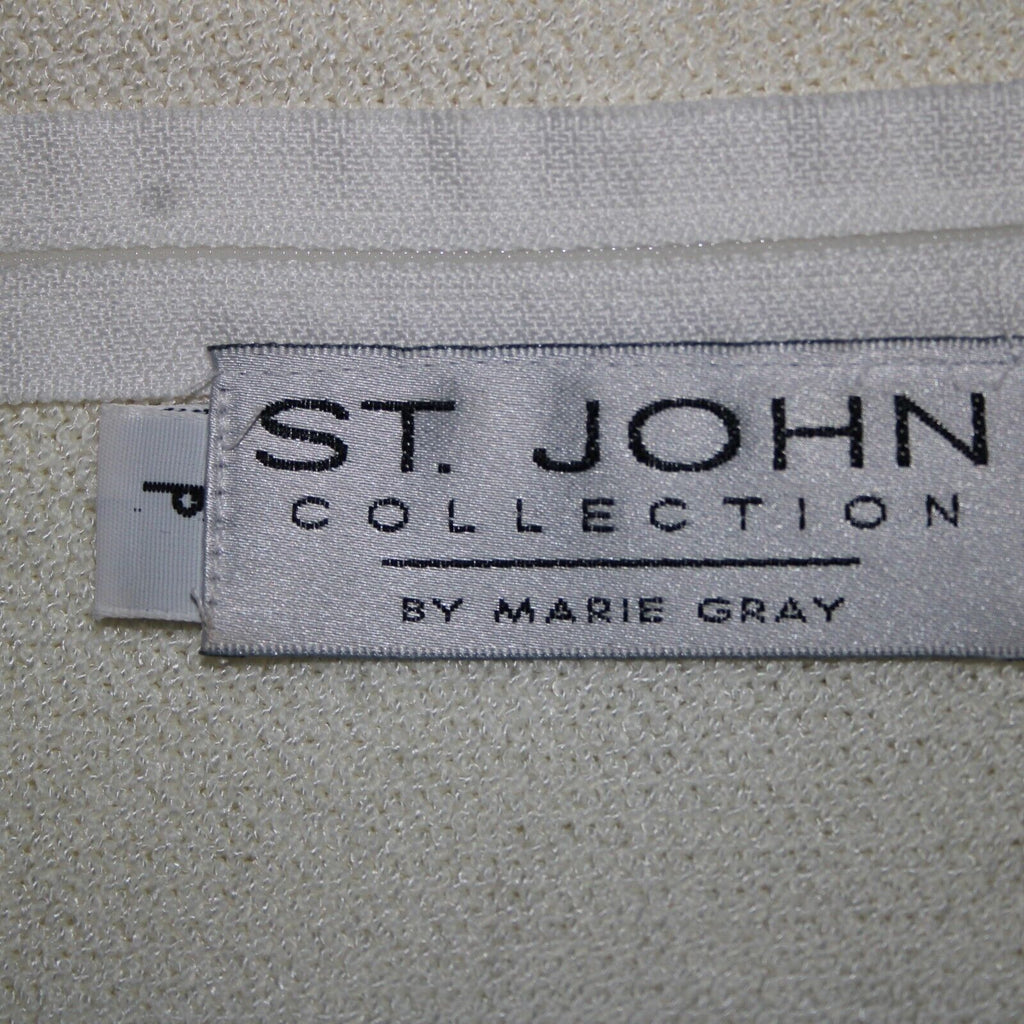 ST. JOHN
COLLECTION
BY MARIE GRAY
P